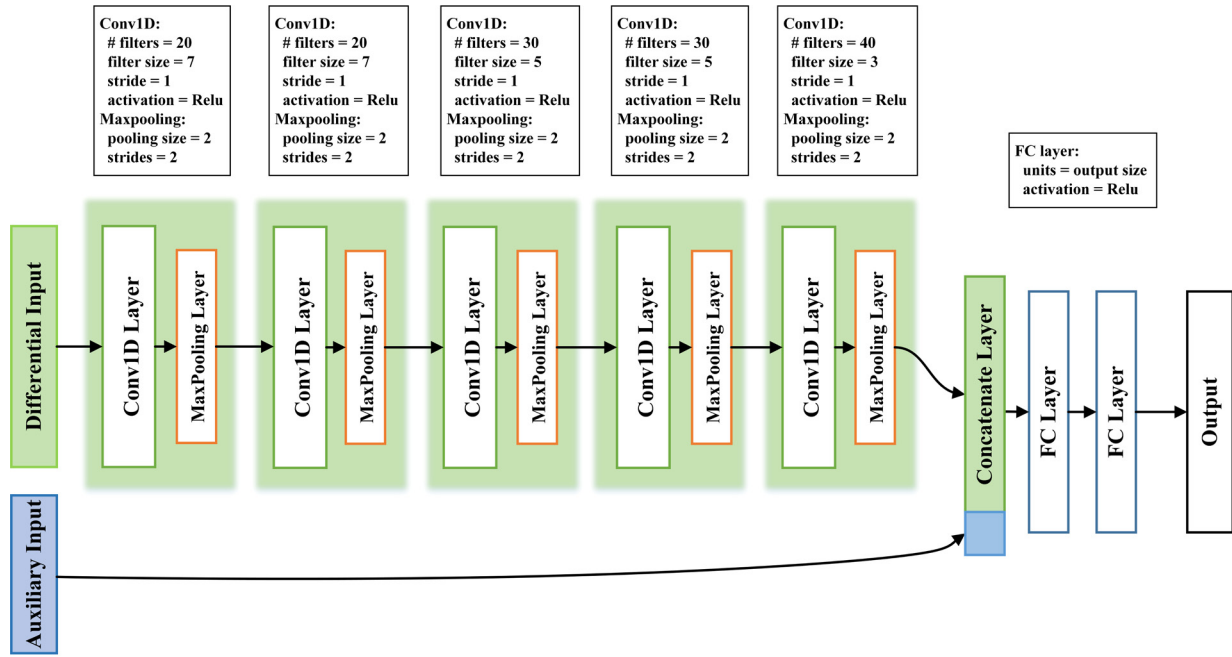 Conv1D:
# filters = 20
filter size = 7
stride = 1
activation = Relu
Maxpooling:
pooling size = 2
strides = 2
Conv1D:
# filters = 20
filter size = 7
stride = 1
activation = Relu
Maxpooling:
pooling size = 2
strides = 2
Conv1D:
# filters = 30
filter size = 5
stride = 1
activation = Relu
Maxpooling:
pooling size = 2
strides = 2
Conv1D:
# filters = 30
filter size = 5
stride = 1
activation = Relu
Maxpooling:
pooling size = 2
strides = 2
Conv1D:
# filters = 40
filter size = 3
stride = 1
activation = Relu
Maxpooling:
pooling size = 2
strides = 2
FC layer:
units = output size
activation = Relu
Differential Input
Conv1D Layer
MaxPooling Layer
Conv1D Layer
MaxPooling Layer
Conv1D Layer
MaxPooling Layer
Conv1D Layer
MaxPooling Layer
Conv1D Layer
MaxPooling Layer
Concatenate Layer
FC Layer
FC Layer
Output
Auxiliary Input